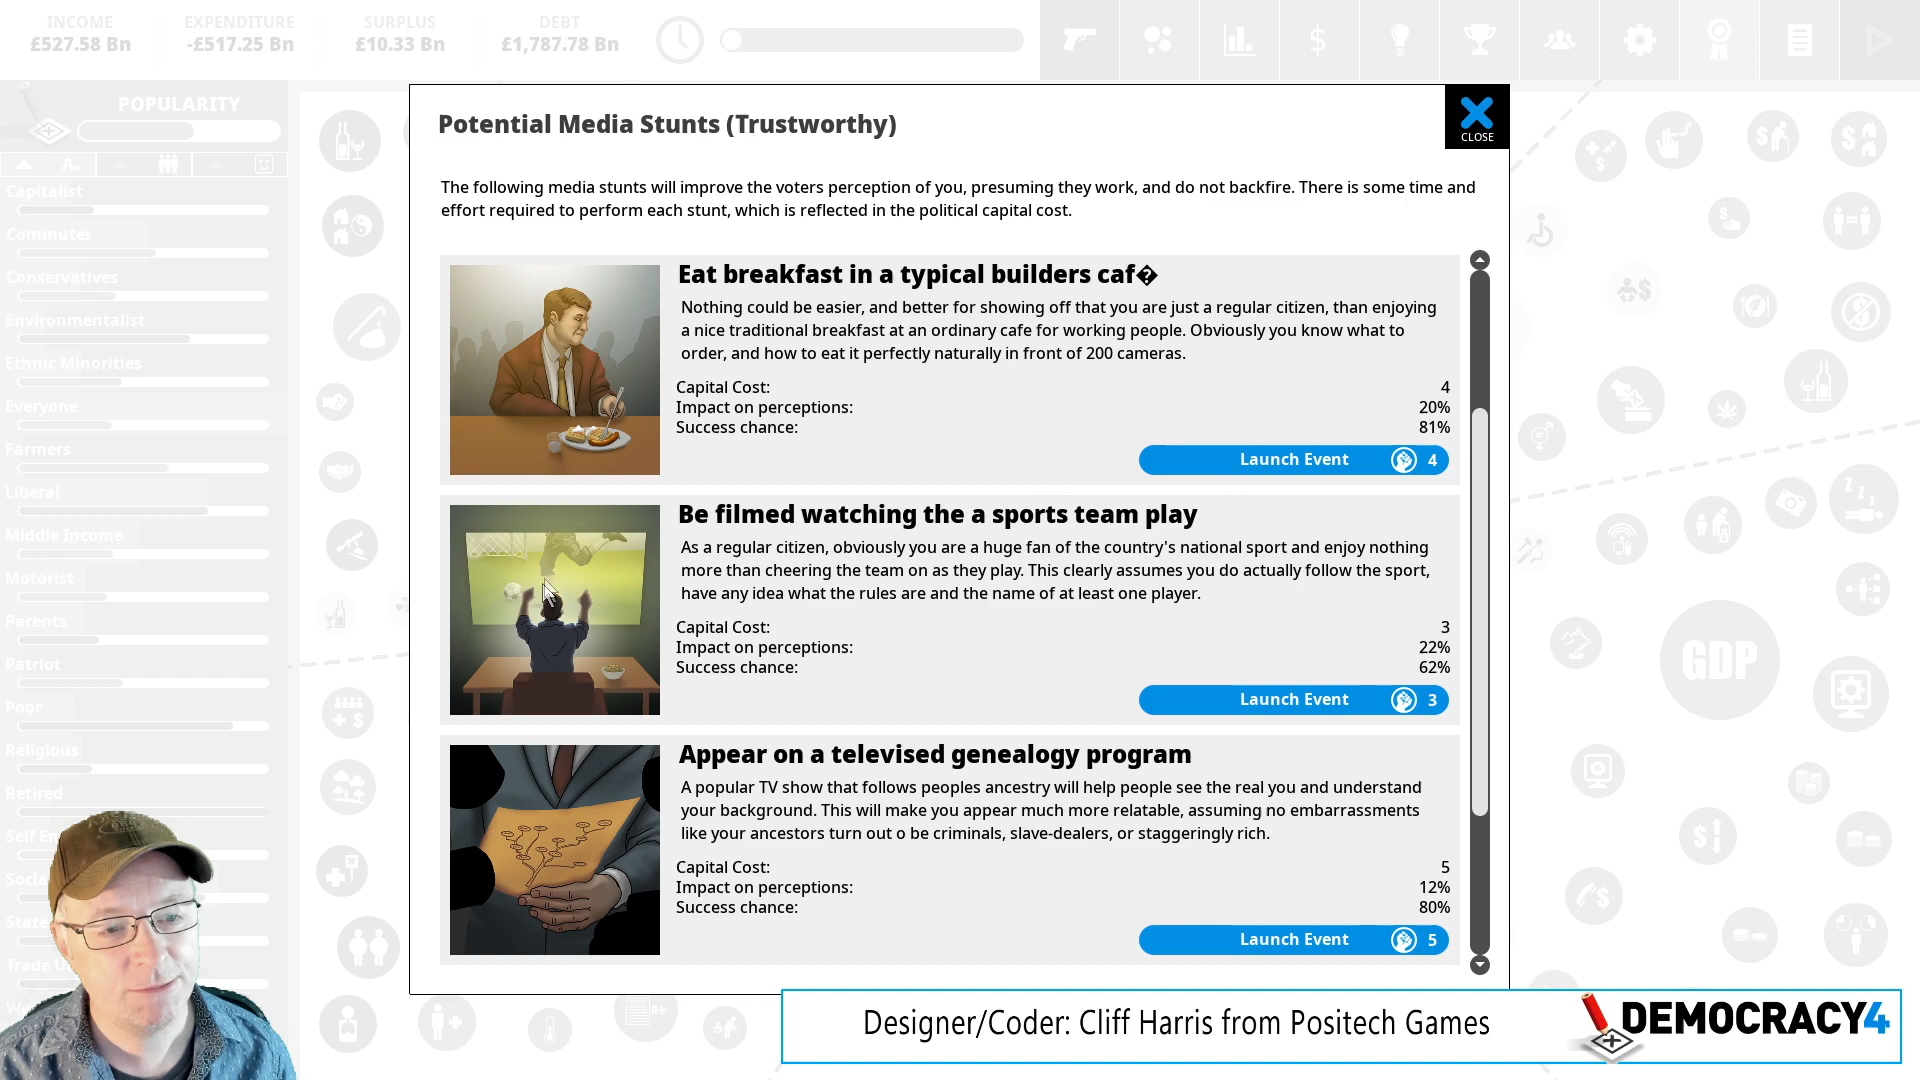 INCOME
£527.58 Bn
EXPENDITURE
-£517.25 Bn
SURPLUS
£10.33 Bn
DEBT
£1,787.78 Bn
POPULARITY
Capitalist
Commuter
Conservatives
Environmentalist
Ethnic Minorities
Everyone
Farmers
Liberal
Middle Income
Motorist
Parents
Patriot
Poor
Religious
Retired
Self
Socia
State
Trade U
CLOSE
Potential Media Stunts (Trustworthy)
The following media stunts will improve the voters perception of you, presuming they work, and do not backfire. There is some time and
effort required to perform each stunt, which is reflected in the political capital cost.
Eat breakfast in a typical builders caf�
Nothing could be easier, and better for showing off that you are just a regular citizen, than enjoying
a nice traditional breakfast at an ordinary cafe for working people. Obviously you know what to
order, and how to eat it perfectly naturally in front of 200 cameras.
Capital Cost: 4
Impact on perceptions: 20%
Success chance: 81%
Launch Event 4
Be filmed watching the a sports team play
As a regular citizen, obviously you are a huge fan of the country's national sport and enjoy nothing
more than cheering the team on as they play. This clearly assumes you do actually follow the sport,
have any idea what the rules are and the name of at least one player.
Capital Cost: 3
Impact on perceptions: 22%
Success chance: 62%
Launch Event 3
Appear on a televised genealogy program
A popular TV show that follows peoples ancestry will help people see the real you and understand
your background. This will make you appear much more relatable, assuming no embarrassments
like your ancestors turn out o be criminals, slave-dealers, or staggeringly rich.
Capital Cost: 5
Impact on perceptions: 12%
Success chance: 80%
Launch Event 5
GDP
Designer/Coder: Cliff Harris from Positech Games
DEMOCRACY4